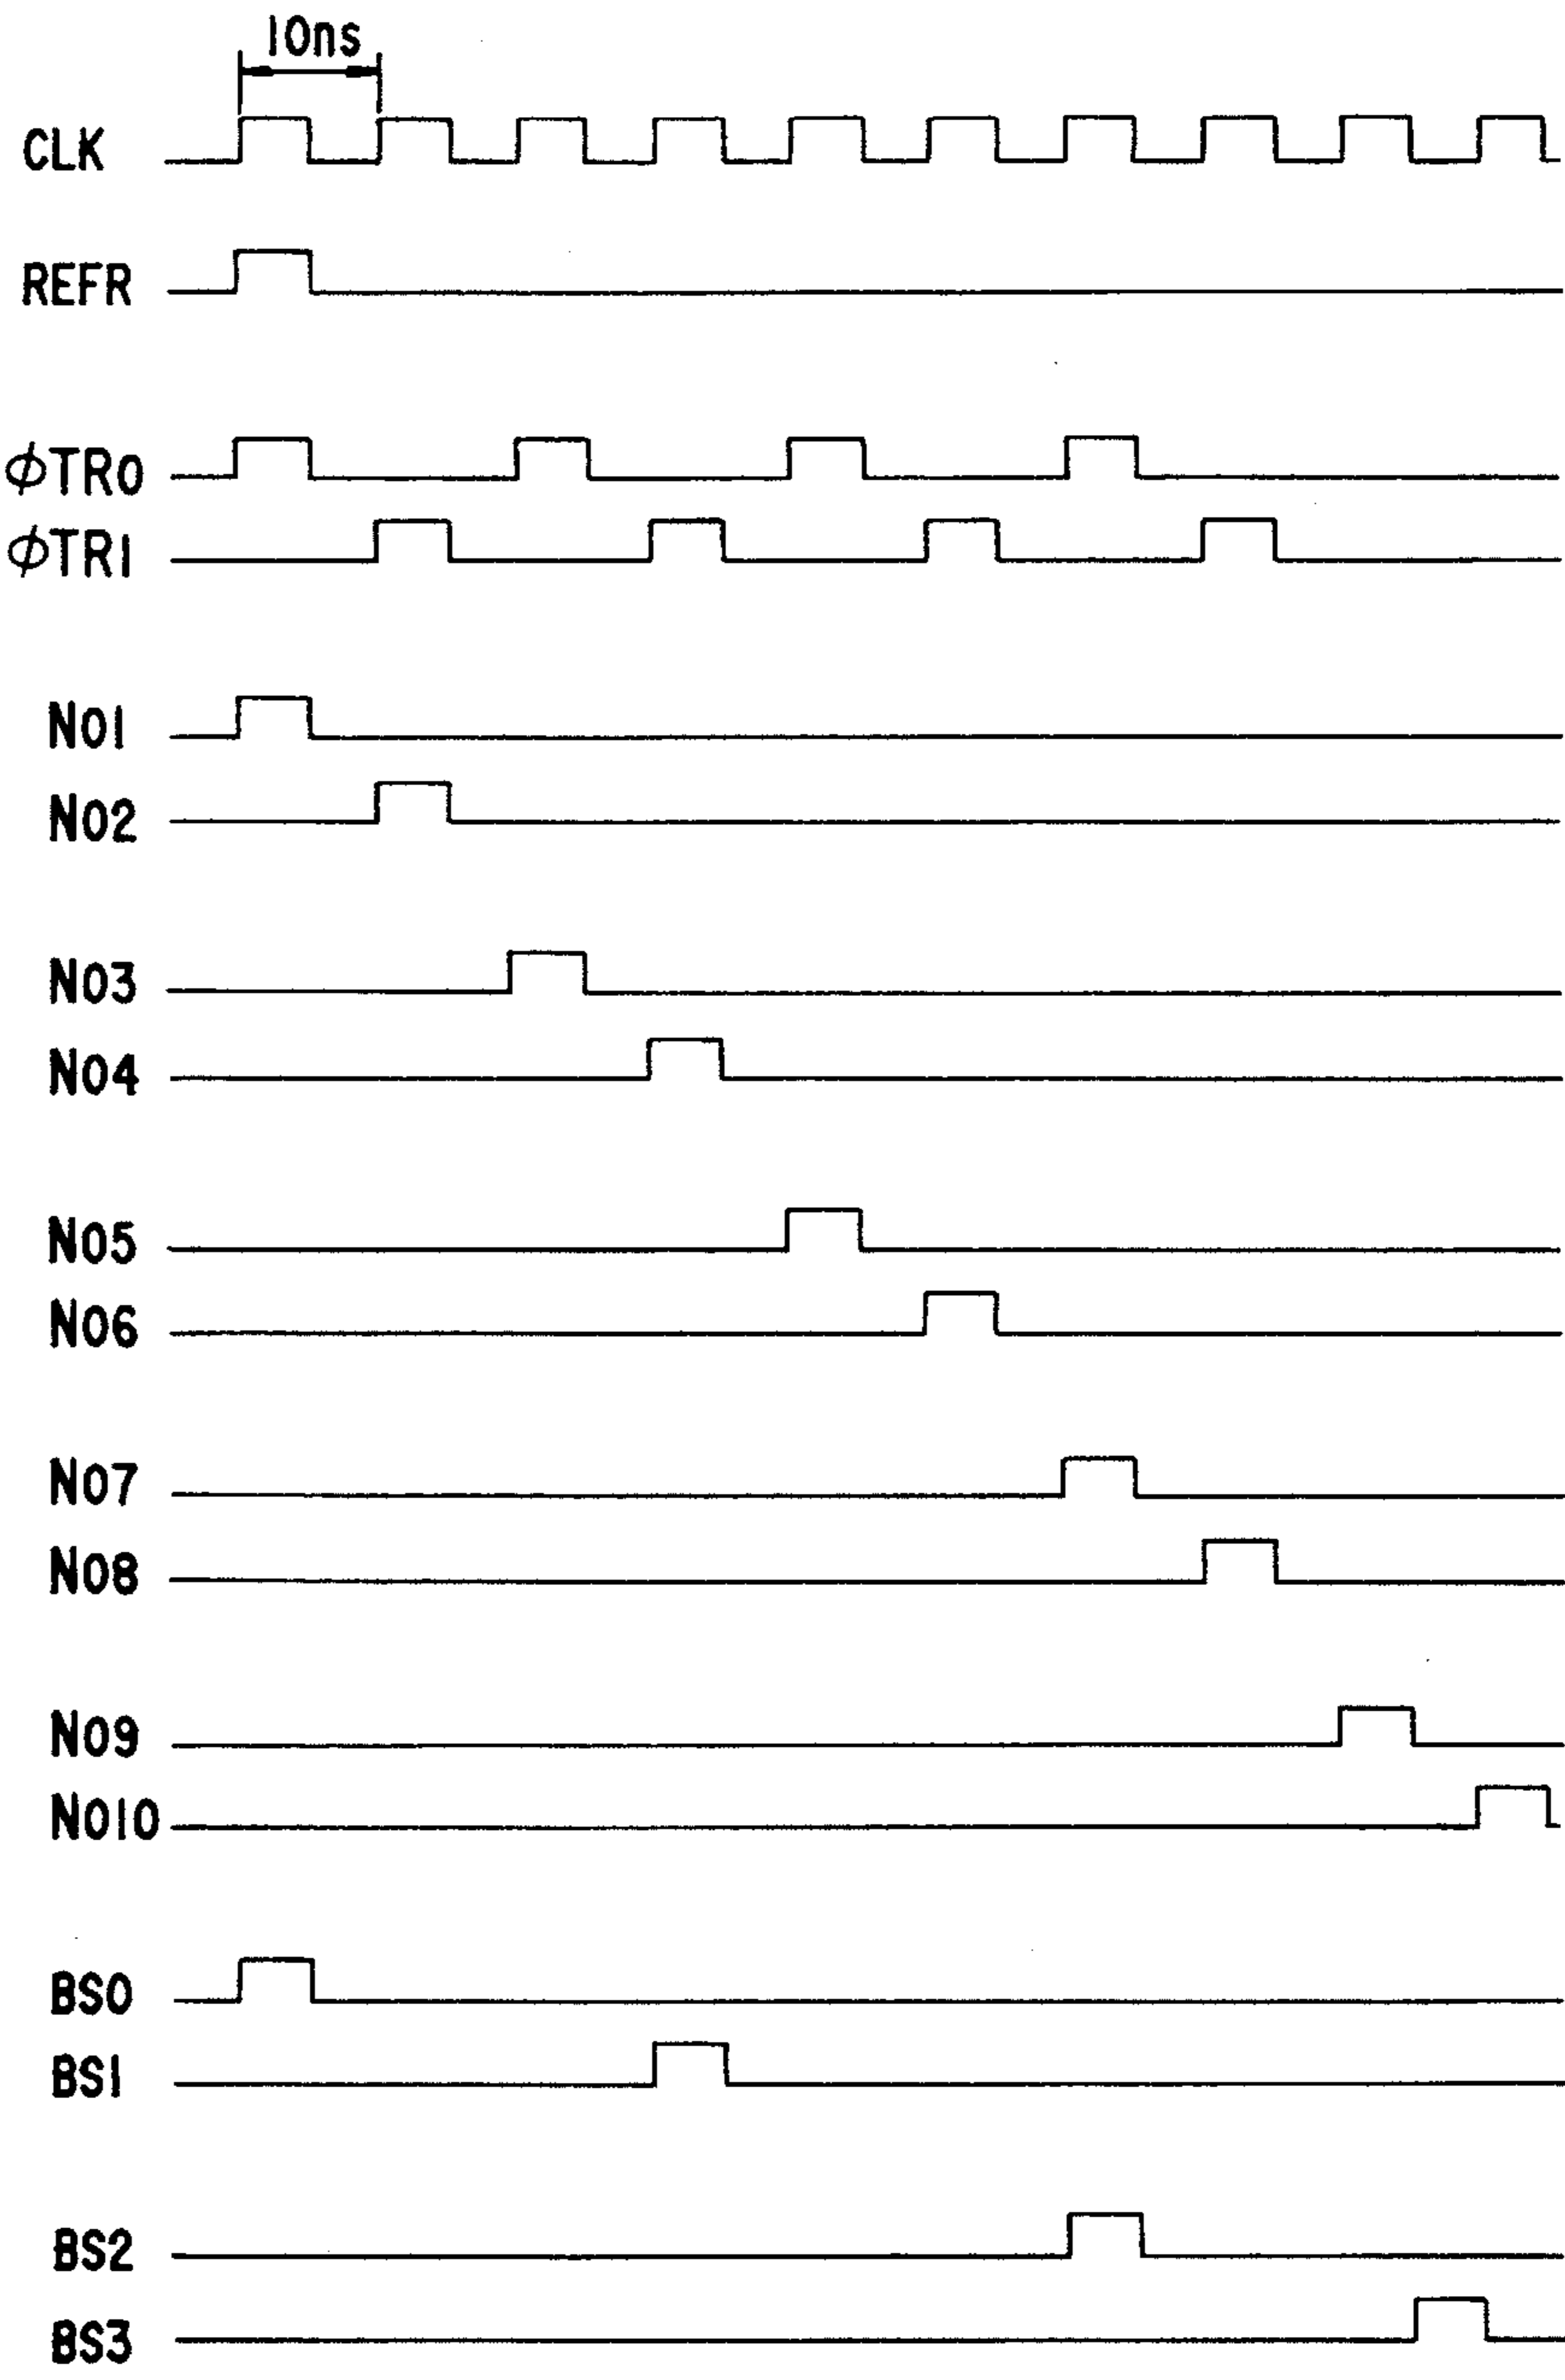 10ns
CLK
REFR
ϕTR0
ϕTR1
N01
N02
N03
N04
N05
N06
N07
N08
N09
N010
BS0
BS1
BS2
BS3